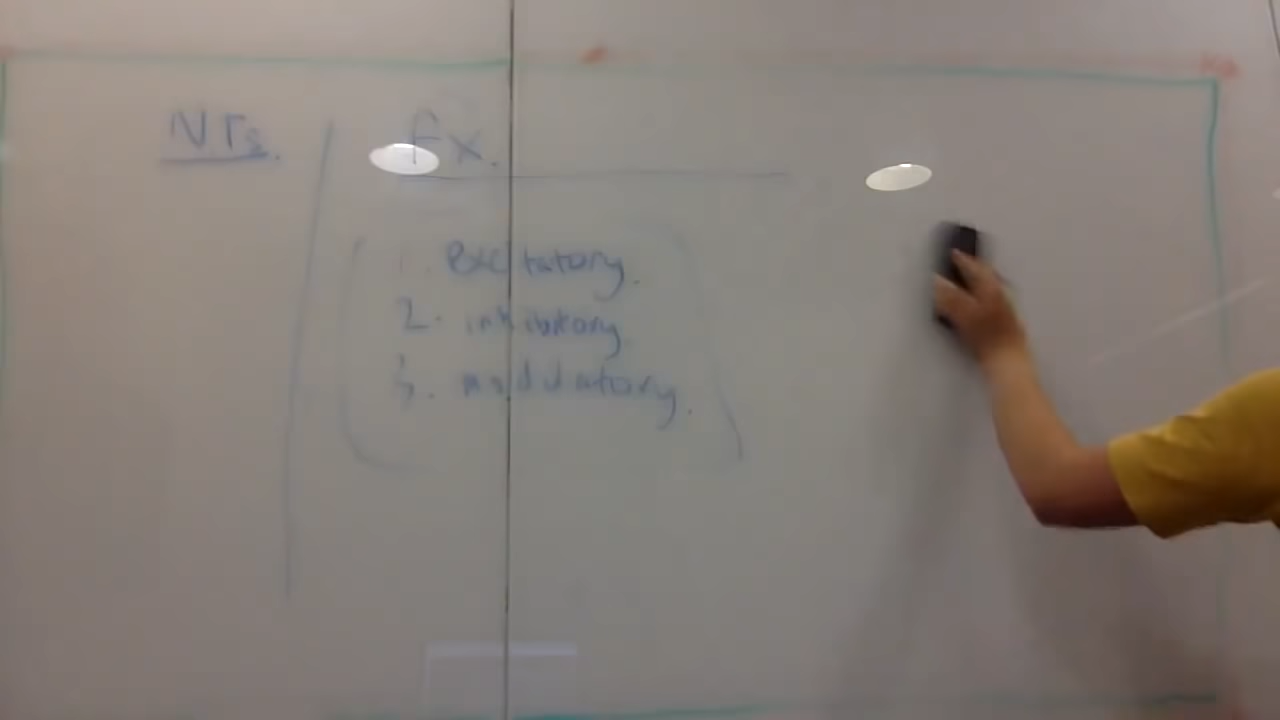 NTs.
fx.
1. Excitatory.
2. inhibitory.
3. modulatory.